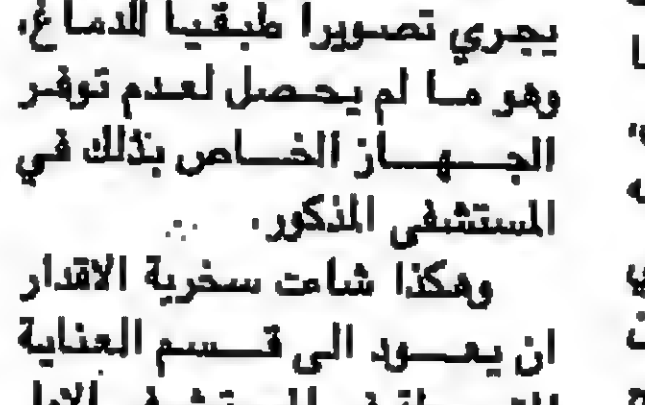 يجري تصويرا طبقيا للدماغ،
وهو ما لم يحصل لعدم توفر
الجهاز الخاص بذلك في
المستشفى المذكور.
وهكذا شاءت سخرية الاقدار
ان يعود الى قسم العناية